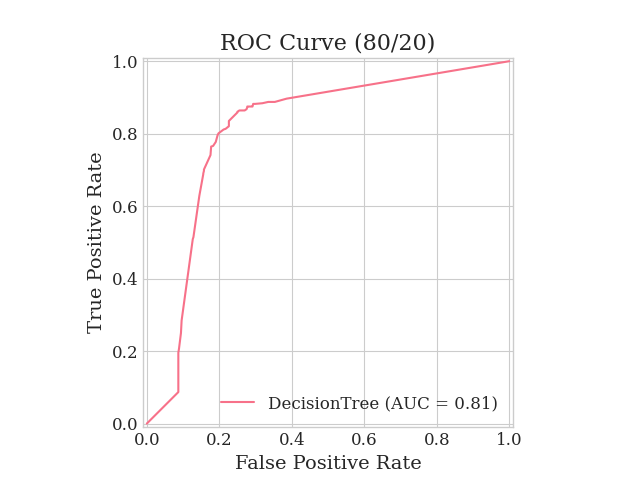 ROC Curve (80/20)
True Positive Rate
1.0
0.8
0.6
0.4
0.2
0.0
DecisionTree (AUC = 0.81)
0.0 0.2 0.4 0.6 0.8 1.0
False Positive Rate